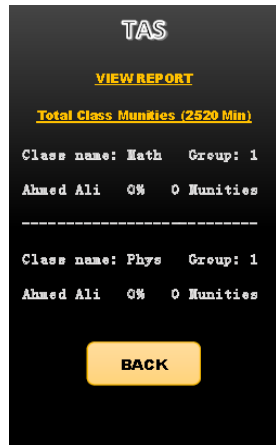 TAS
VIEW REPORT
Total Class Munities (2520 Min)
Class name: Math Group: 1
Ahmed Ali 0% 0 Munities
----------------------------
Class name: Phys Group: 1
Ahmed Ali 0% 0 Munities
BACK